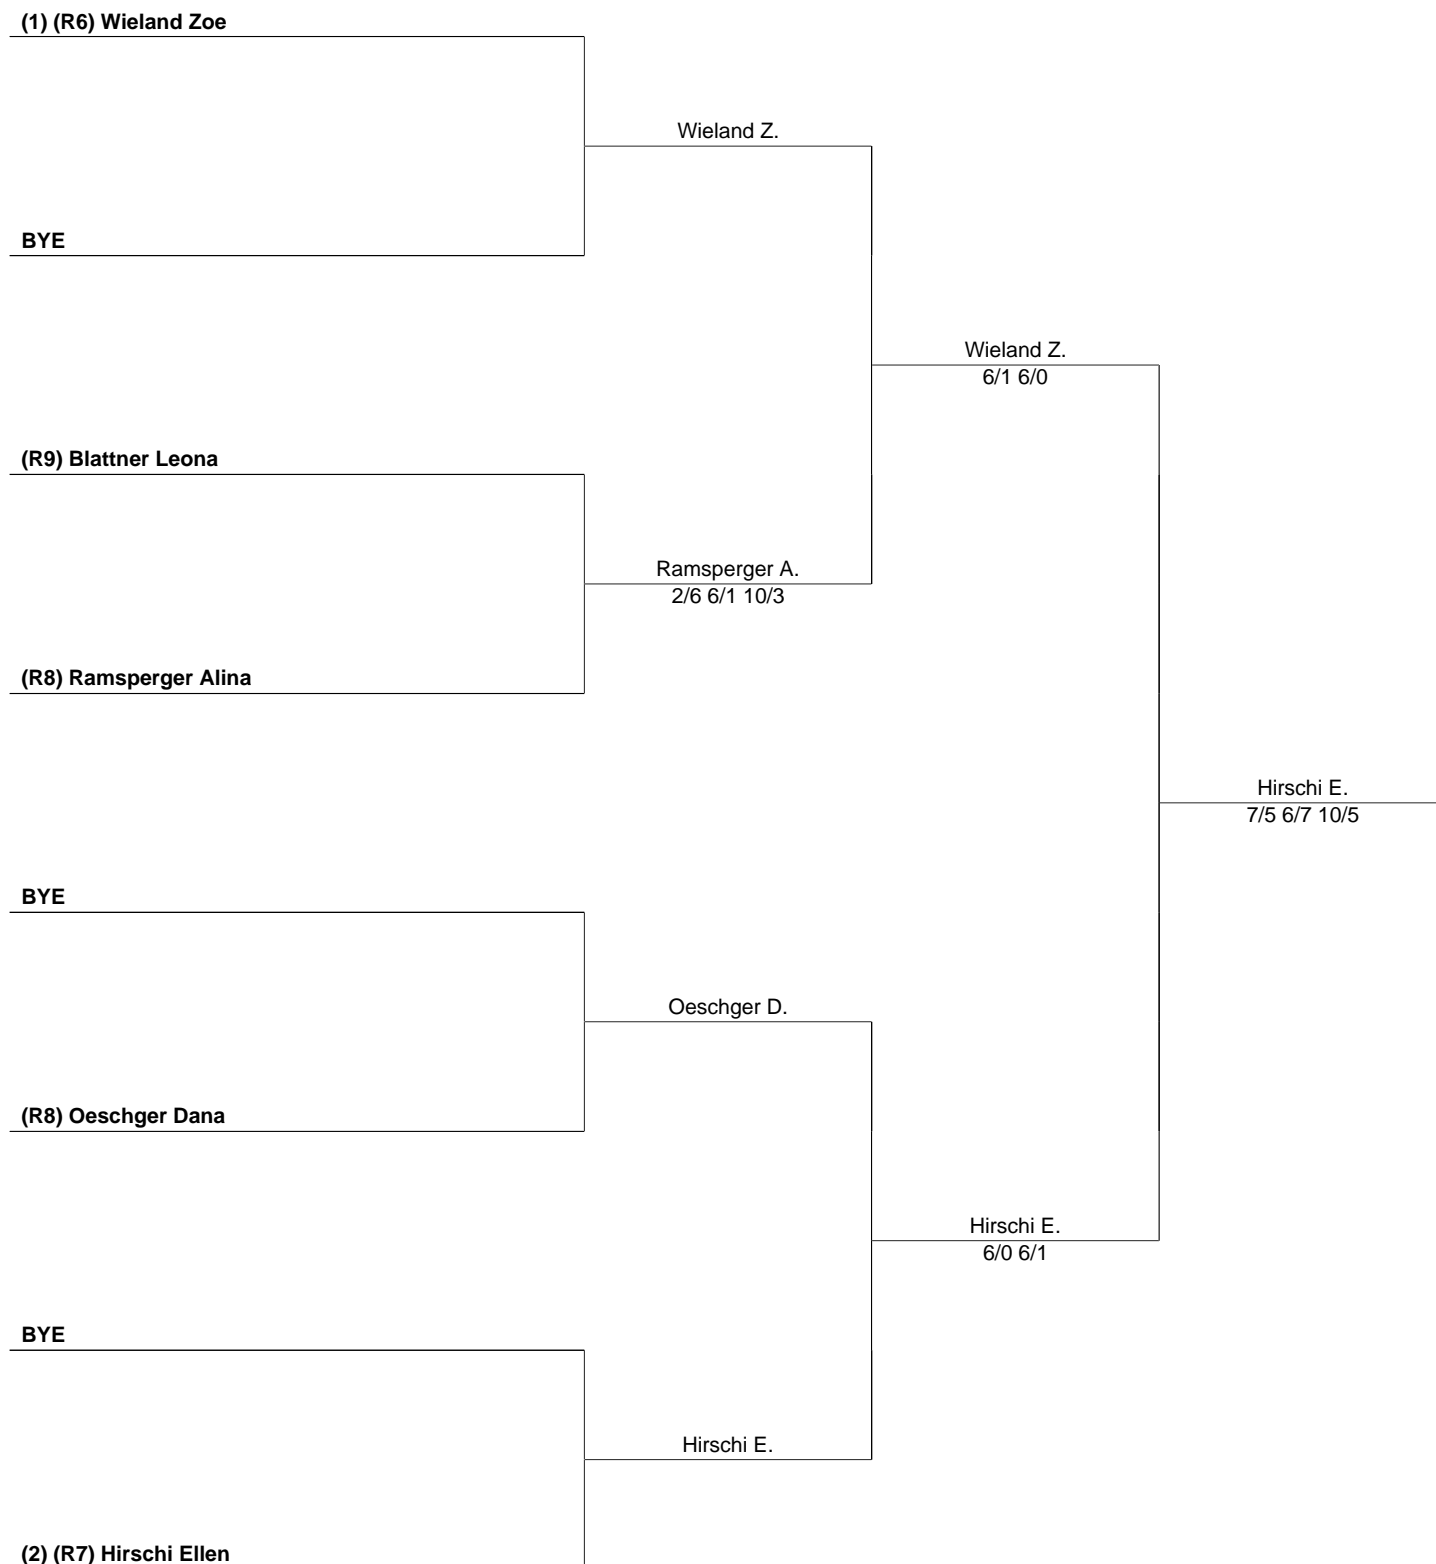 (1) (R6) Wieland Zoe
Wieland Z.
BYE
Wieland Z.
6/1 6/0
(R9) Blattner Leona
Ramsperger A.
2/6 6/1 10/3
(R8) Ramsperger Alina
Hirschi E.
7/5 6/7 10/5
BYE
Oeschger D.
(R8) Oeschger Dana
Hirschi E.
6/0 6/1
BYE
Hirschi E.
(2) (R7) Hirschi Ellen